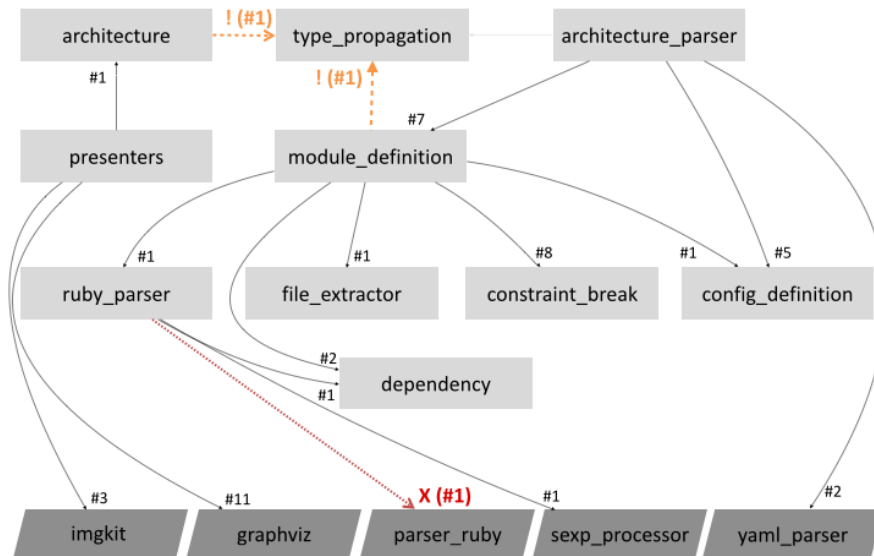 architecture
! (#1)
type_propagation
architecture_parser
#1
! (#1)
#7
presenters
module_definition
#1
#1
#8
#1
#5
ruby_parser
file_extractor
constraint_break
config_definition
#2
dependency
#1
#3
#11
X (#1)
#1
#2
imgkit
graphviz
parser_ruby
sexp_processor
yaml_parser